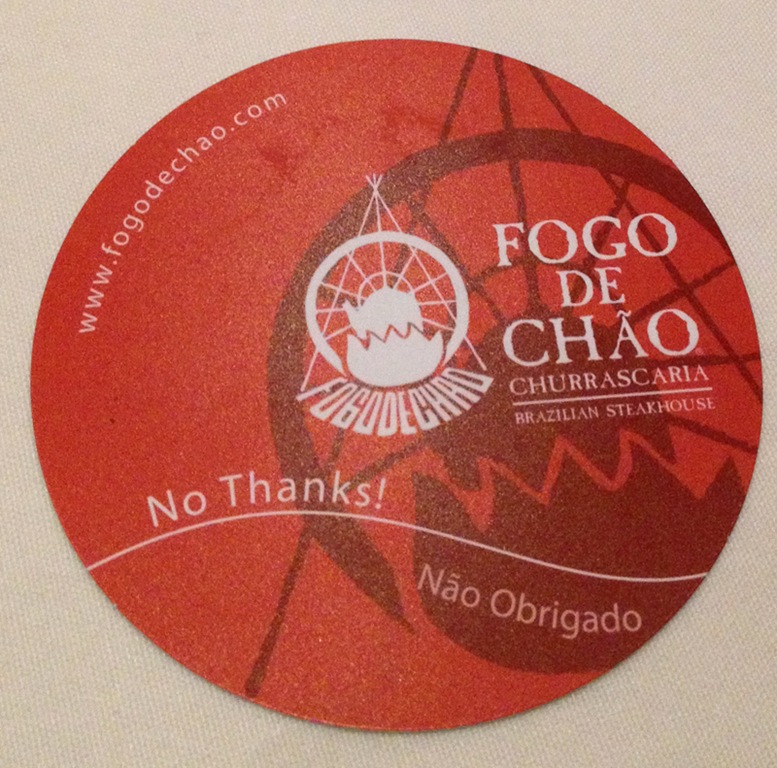 www.fogodechao.com
FOGO
DE
CHÃO
CHURRASCARIA
BRAZILIAN STEAKHOUSE
FOGODECHAO
No Thanks!
Não Obrigado